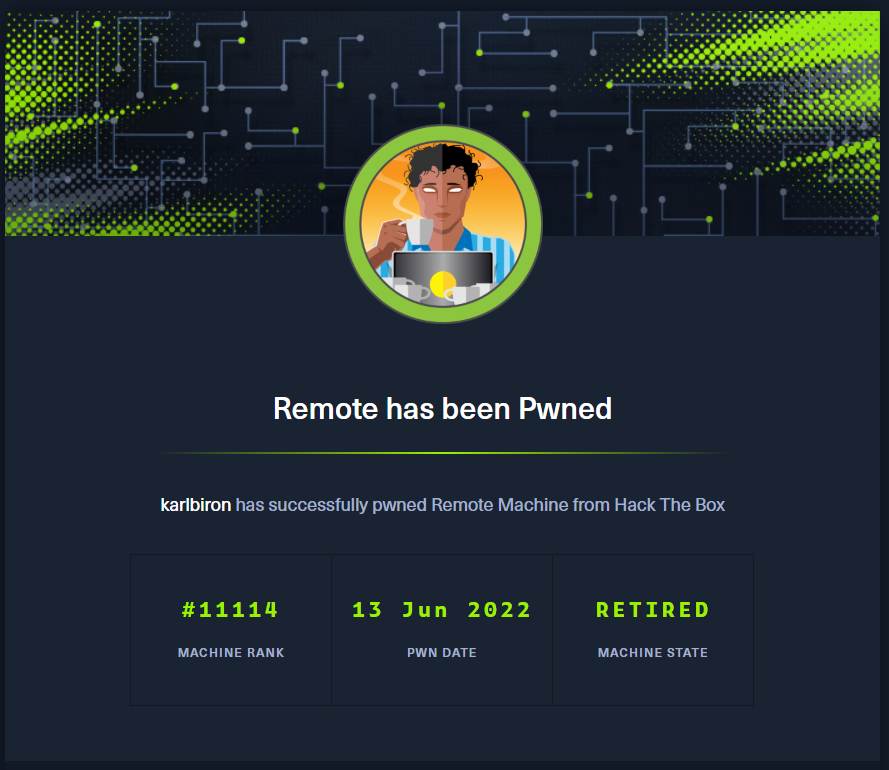 Remote has been Pwned
karlbiron has successfully pwned Remote Machine from Hack The Box
#11114 13 Jun 2022 RETIRED
MACHINE RANK PWN DATE MACHINE STATE